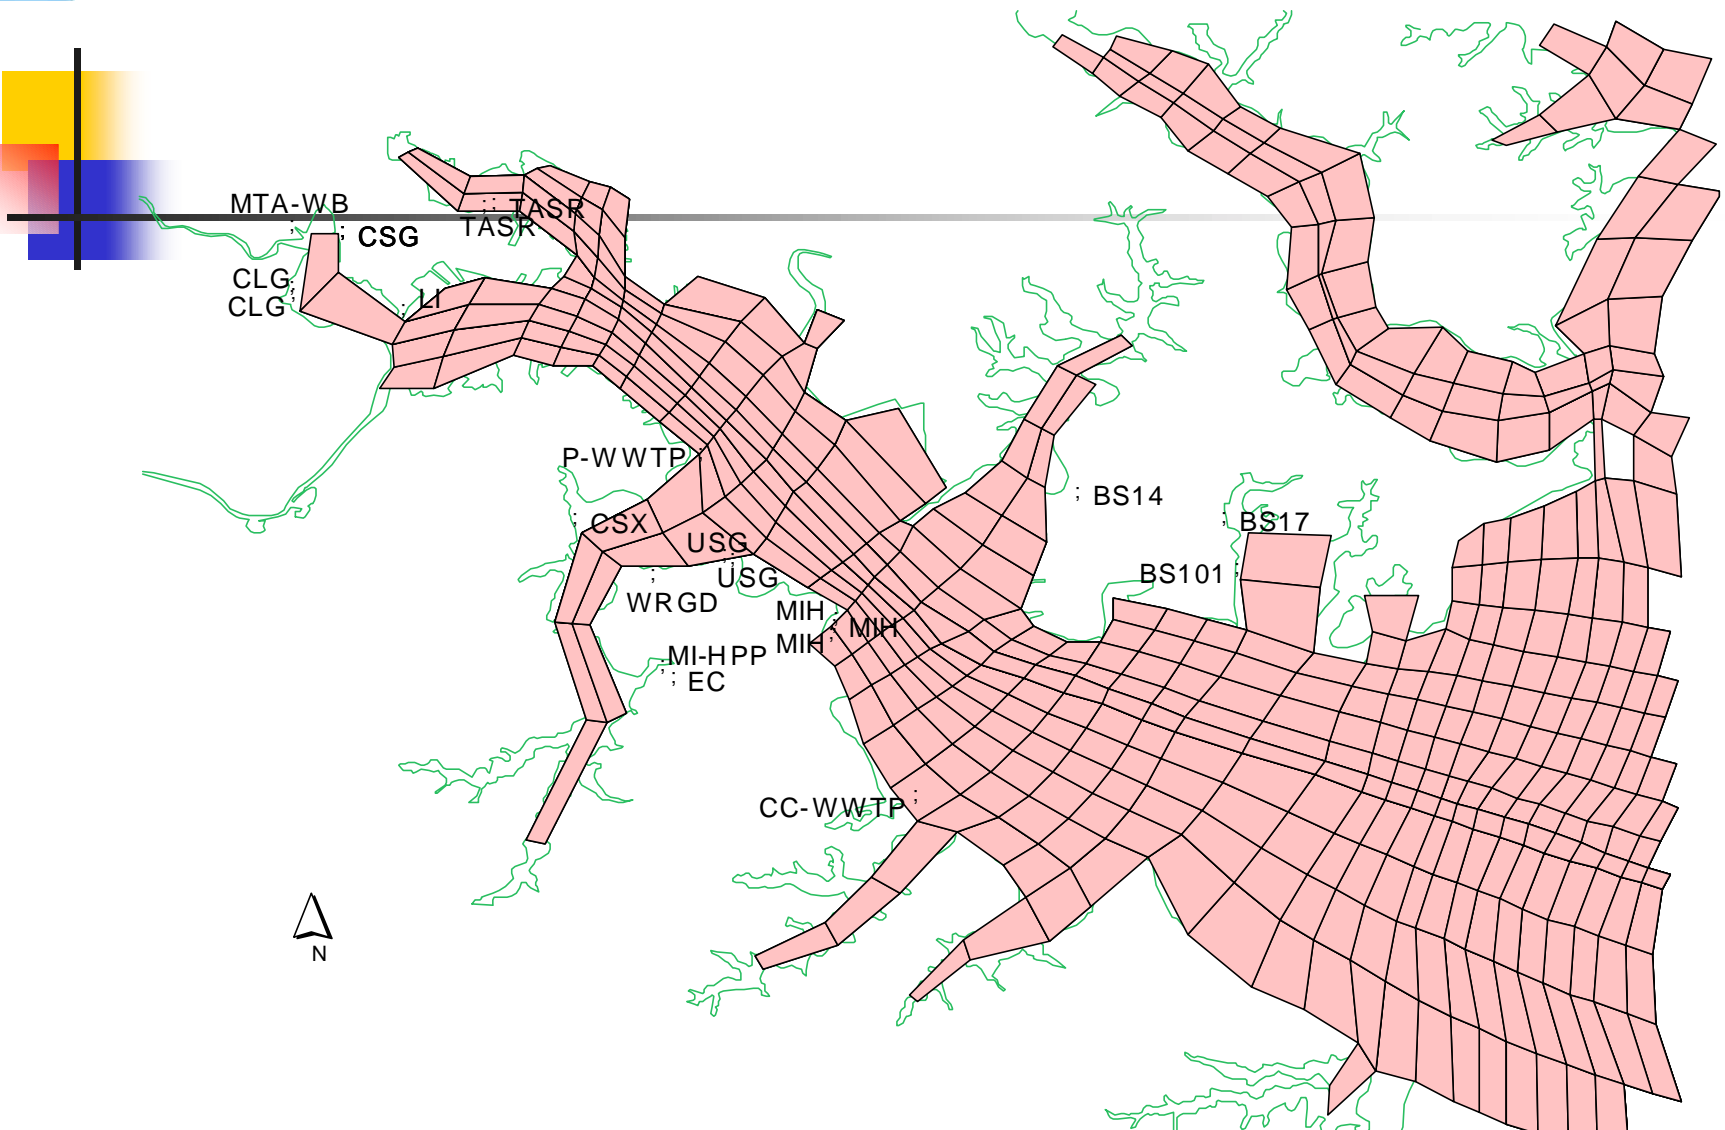 MTA-WB
TASR
TASR
CSG
CLG
CLG
LI
P-WWTP
BS14
CSX
BS17
USG
USG
BS101
WRGD
MIH
MIH
MIH
MI-HPP
EC
CC-WWTP
N